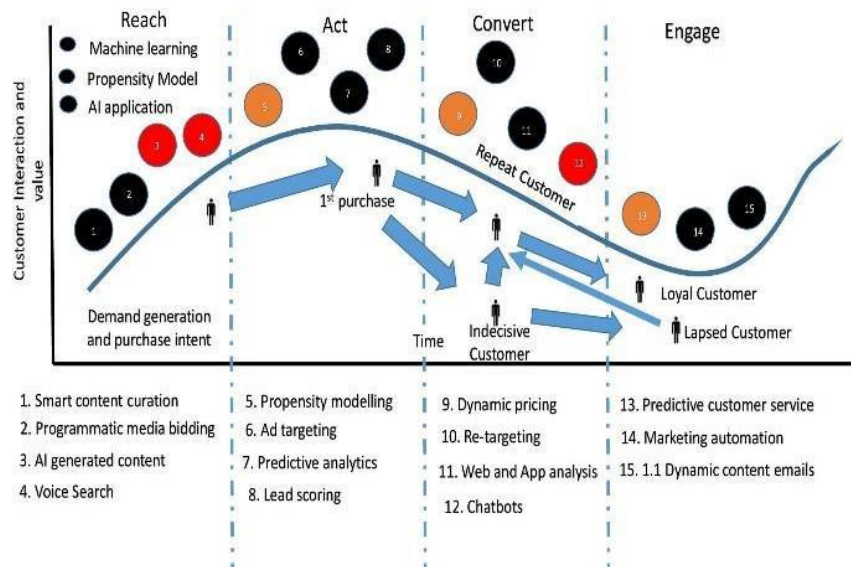 Reach
Act
Convert
Engage
Machine learning
Propensity Model
AI application
Customer Interaction and
value
1
2
3
4
5
6
7
8
9
10
11
12
13
14
15
Repeat Customer
1st purchase
Demand generation
and purchase intent
Time
Indecisive
Customer
Loyal Customer
Lapsed Customer
1. Smart content curation
2. Programmatic media bidding
3. AI generated content
4. Voice Search
5. Propensity modelling
6. Ad targeting
7. Predictive analytics
8. Lead scoring
9. Dynamic pricing
10. Re-targeting
11. Web and App analysis
12. Chatbots
13. Predictive customer service
14. Marketing automation
15. 1.1 Dynamic content emails